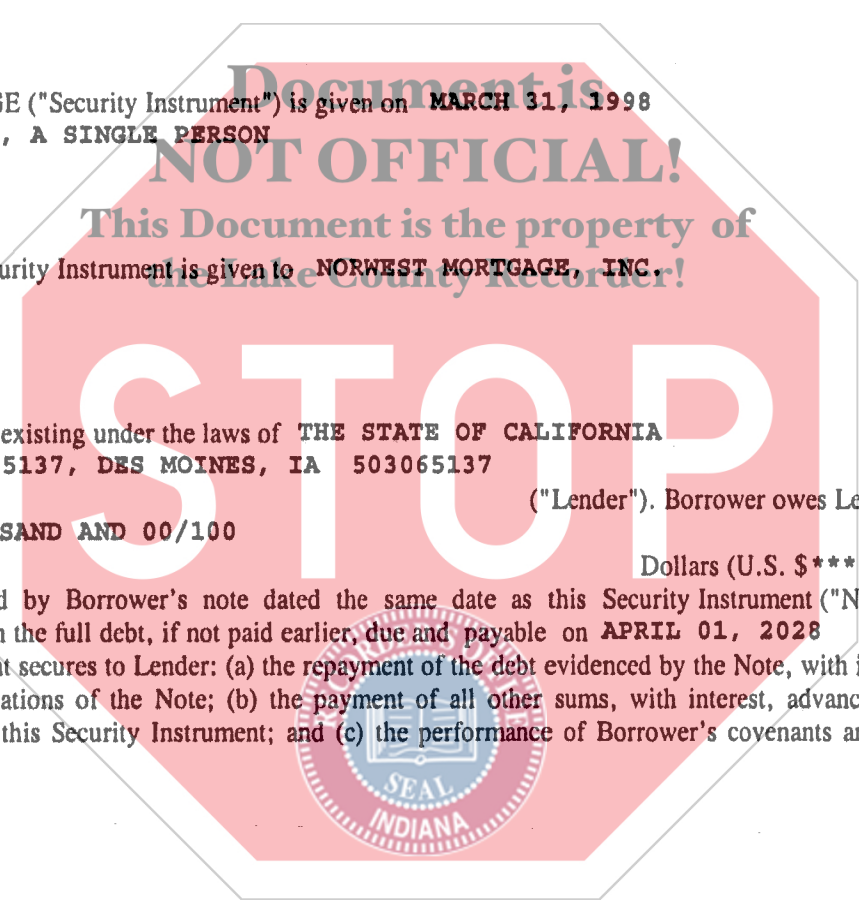 Document is
GE ("Security Instrument") is given on MARCH 31, 1998
, A SINGLE PERSON
NOT OFFICIAL!
This Document is the property of
urity Instrument is given to NORWEST MORTGAGE, INC.
the Lake County Recorder!
STOP
existing under the laws of THE STATE OF CALIFORNIA
5137, DES MOINES, IA 503065137
("Lender"). Borrower owes Le
SAND AND 00/100
Dollars (U.S. $***
d by Borrower's note dated the same date as this Security Instrument ("N
n the full debt, if not paid earlier, due and payable on APRIL 01, 2028
nt secures to Lender: (a) the repayment of the debt evidenced by the Note, with i
ations of the Note; (b) the payment of all other sums, with interest, advanc
this Security Instrument; and (c) the performance of Borrower's covenants an
RECORDER'S OFFICE
SEAL
INDIANA